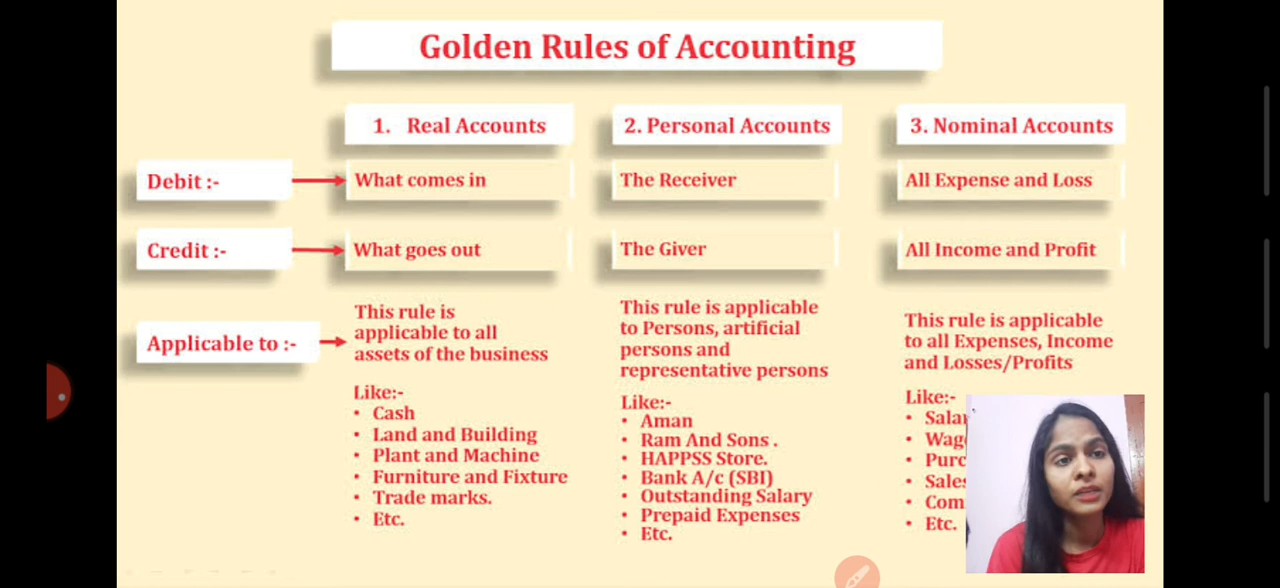 Golden Rules of Accounting
1. Real Accounts
2. Personal Accounts
3. Nominal Accounts
Debit :-
What comes in
The Receiver
All Expense and Loss
Credit :-
What goes out
The Giver
All Income and Profit
Applicable to :-
This rule is
applicable to all
assets of the business
Like:-
• Cash
• Land and Building
• Plant and Machine
• Furniture and Fixture
• Trade marks.
• Etc.
This rule is applicable
to Persons, artificial
persons and
representative persons
Like:-
• Aman
• Ram And Sons .
• HAPPSS Store.
• Bank A/c (SBI)
• Outstanding Salary
• Prepaid Expenses
• Etc.
This rule is applicable
to all Expenses, Income
and Losses/Profits
Like:-
• Sales
• Etc.